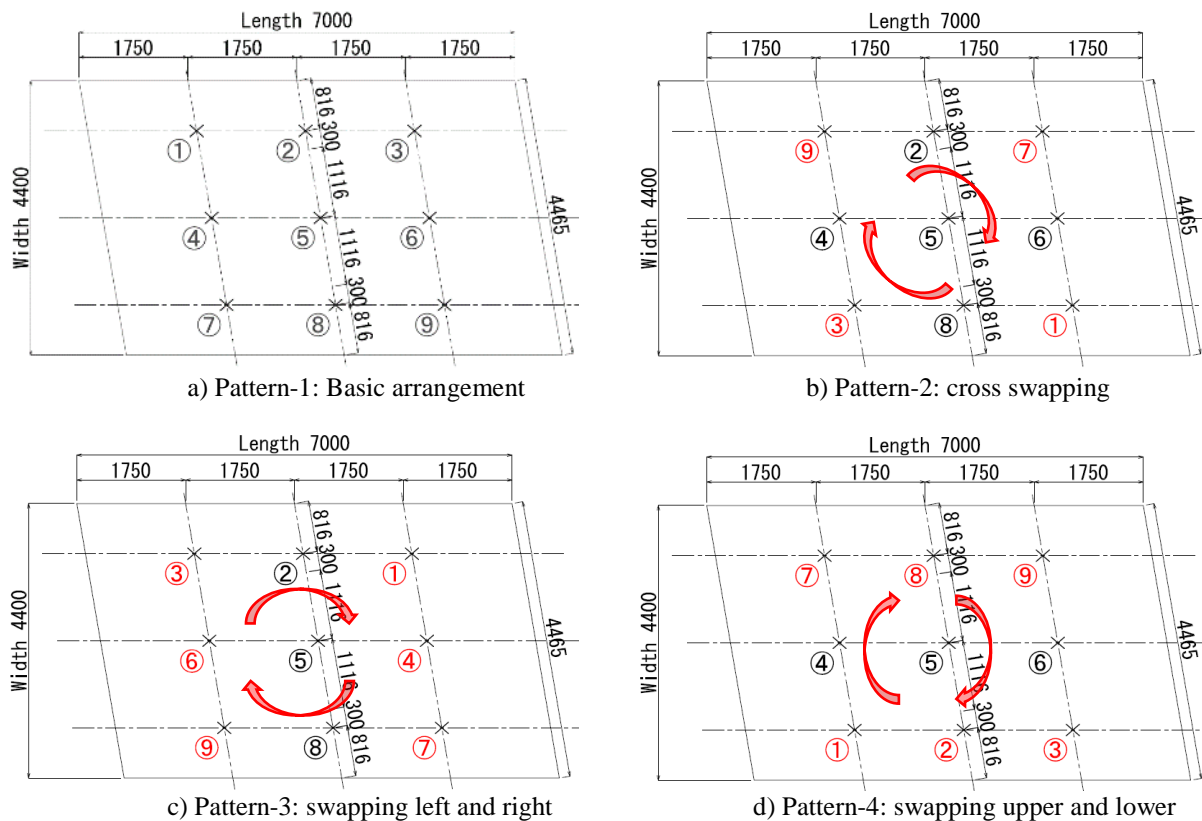 Length 7000
1750 1750 1750 1750
Width 4400
816
300
1116
1116
300
816
4465
① ② ③
④ ⑤ ⑥
⑦ ⑧ ⑨
a) Pattern-1: Basic arrangement
Length 7000
1750 1750 1750 1750
Width 4400
816
300
1116
1116
300
816
4465
⑨ ② ⑦
④ ⑤ ⑥
③ ⑧ ①
b) Pattern-2: cross swapping
Length 7000
1750 1750 1750 1750
Width 4400
816
300
1116
1116
300
816
4465
③ ② ①
⑥ ⑤ ④
⑨ ⑧ ⑦
c) Pattern-3: swapping left and right
Length 7000
1750 1750 1750 1750
Width 4400
816
300
1116
1116
300
816
4465
⑦ ⑧ ⑨
④ ⑤ ⑥
① ② ③
d) Pattern-4: swapping upper and lower